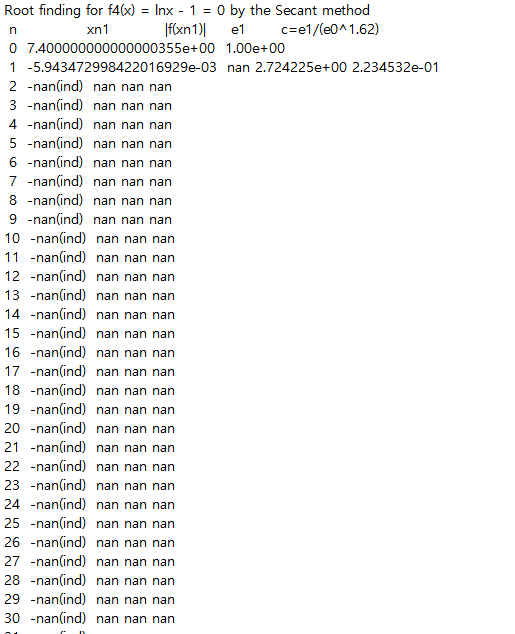 Root finding for f4(x) = lnx - 1 = 0 by the Secant method
n xn1 |f(xn1)| e1 c=e1/(e0^1.62)
0 7.400000000000000355e+00 1.00e+00
1 -5.943472998422016929e-03 nan 2.724225e+00 2.234532e-01
2 -nan(ind) nan nan nan
3 -nan(ind) nan nan nan
4 -nan(ind) nan nan nan
5 -nan(ind) nan nan nan
6 -nan(ind) nan nan nan
7 -nan(ind) nan nan nan
8 -nan(ind) nan nan nan
9 -nan(ind) nan nan nan
10 -nan(ind) nan nan nan
11 -nan(ind) nan nan nan
12 -nan(ind) nan nan nan
13 -nan(ind) nan nan nan
14 -nan(ind) nan nan nan
15 -nan(ind) nan nan nan
16 -nan(ind) nan nan nan
17 -nan(ind) nan nan nan
18 -nan(ind) nan nan nan
19 -nan(ind) nan nan nan
20 -nan(ind) nan nan nan
21 -nan(ind) nan nan nan
22 -nan(ind) nan nan nan
23 -nan(ind) nan nan nan
24 -nan(ind) nan nan nan
25 -nan(ind) nan nan nan
26 -nan(ind) nan nan nan
27 -nan(ind) nan nan nan
28 -nan(ind) nan nan nan
29 -nan(ind) nan nan nan
30 -nan(ind) nan nan nan